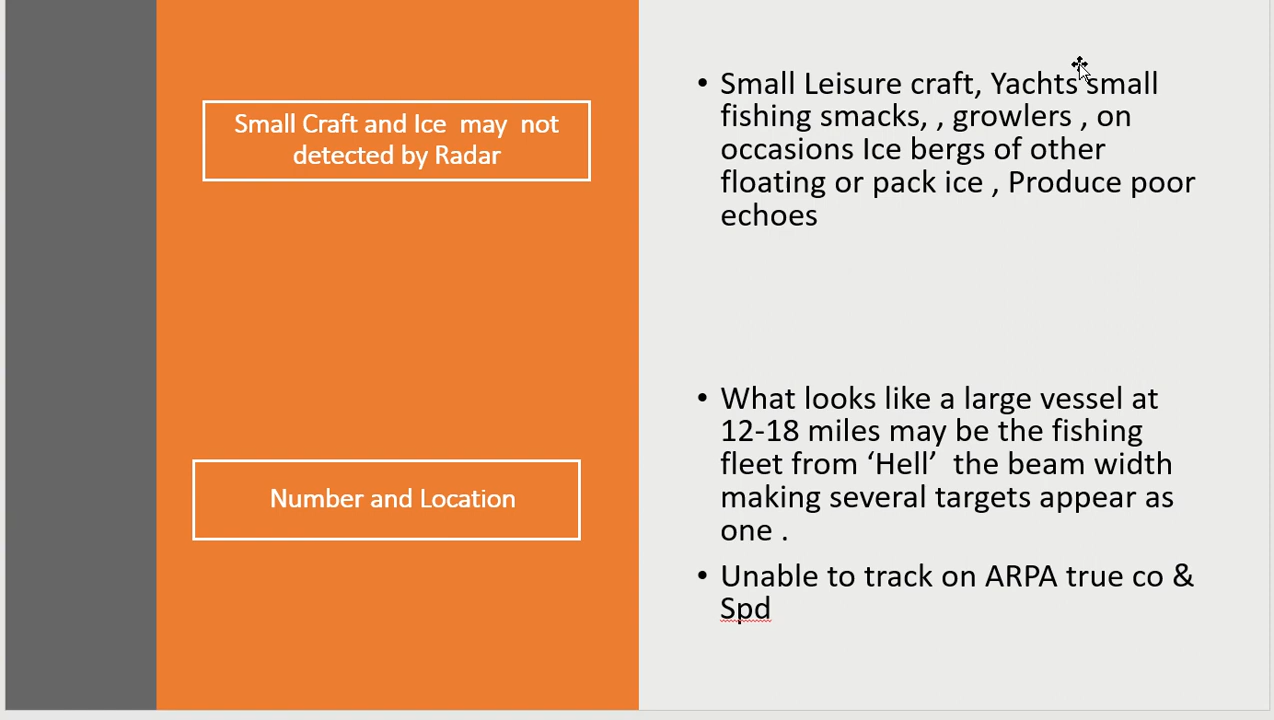 Small Craft and Ice  may  not
detected by Radar
• Small Leisure craft, Yachts small
fishing smacks, , growlers , on
occasions Ice bergs of other
floating or pack ice , Produce poor
echoes
Number and Location
• What looks like a large vessel at
12-18 miles may be the fishing
fleet from ‘Hell’  the beam width
making several targets appear as
one .
• Unable to track on ARPA true co &
Spd